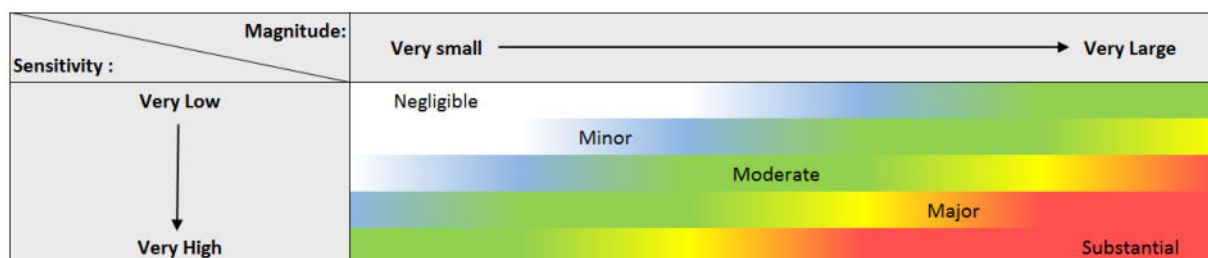 Magnitude:
Sensitivity :
Very small
Very Large
Very Low
Negligible
Minor
Moderate
Major
Very High
Substantial